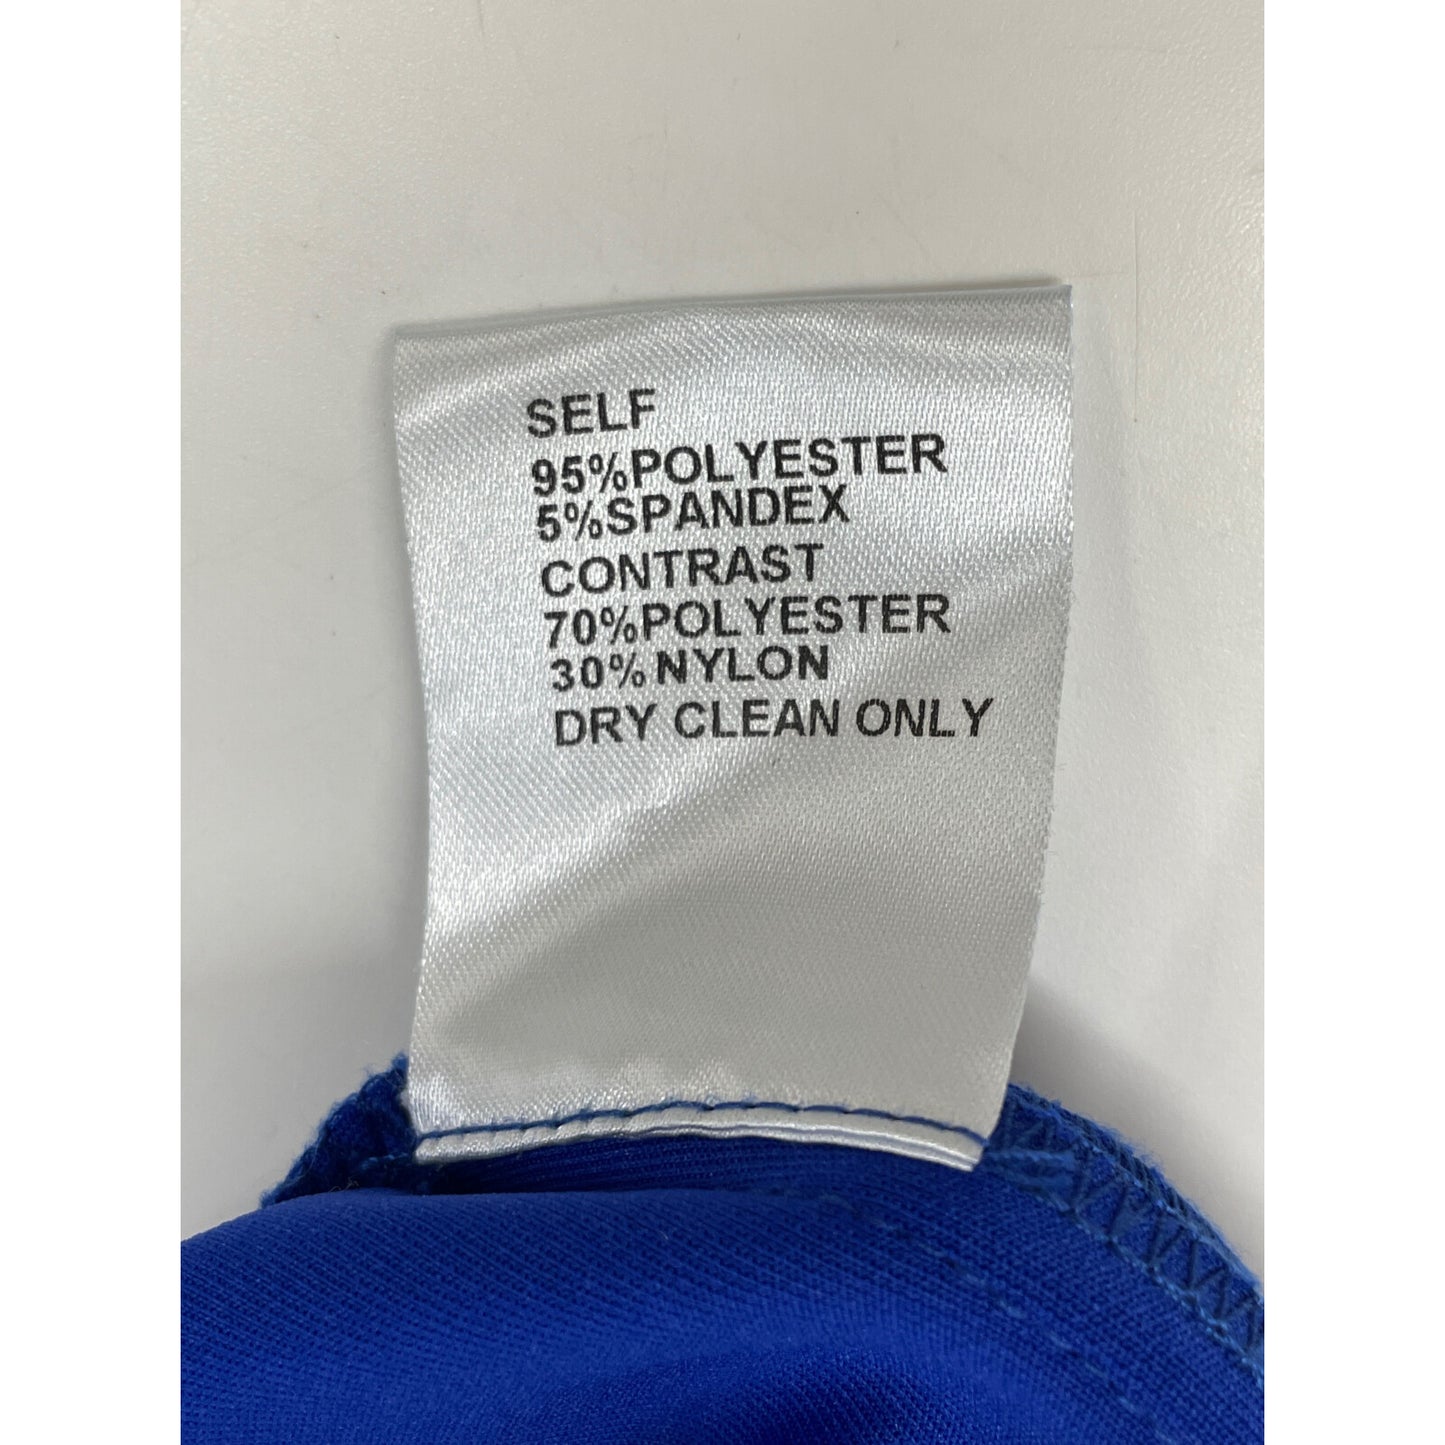 SELF
95%POLYESTER
5%SPANDEX
CONTRAST
70%POLYESTER
30%NYLON
DRY CLEAN ONLY